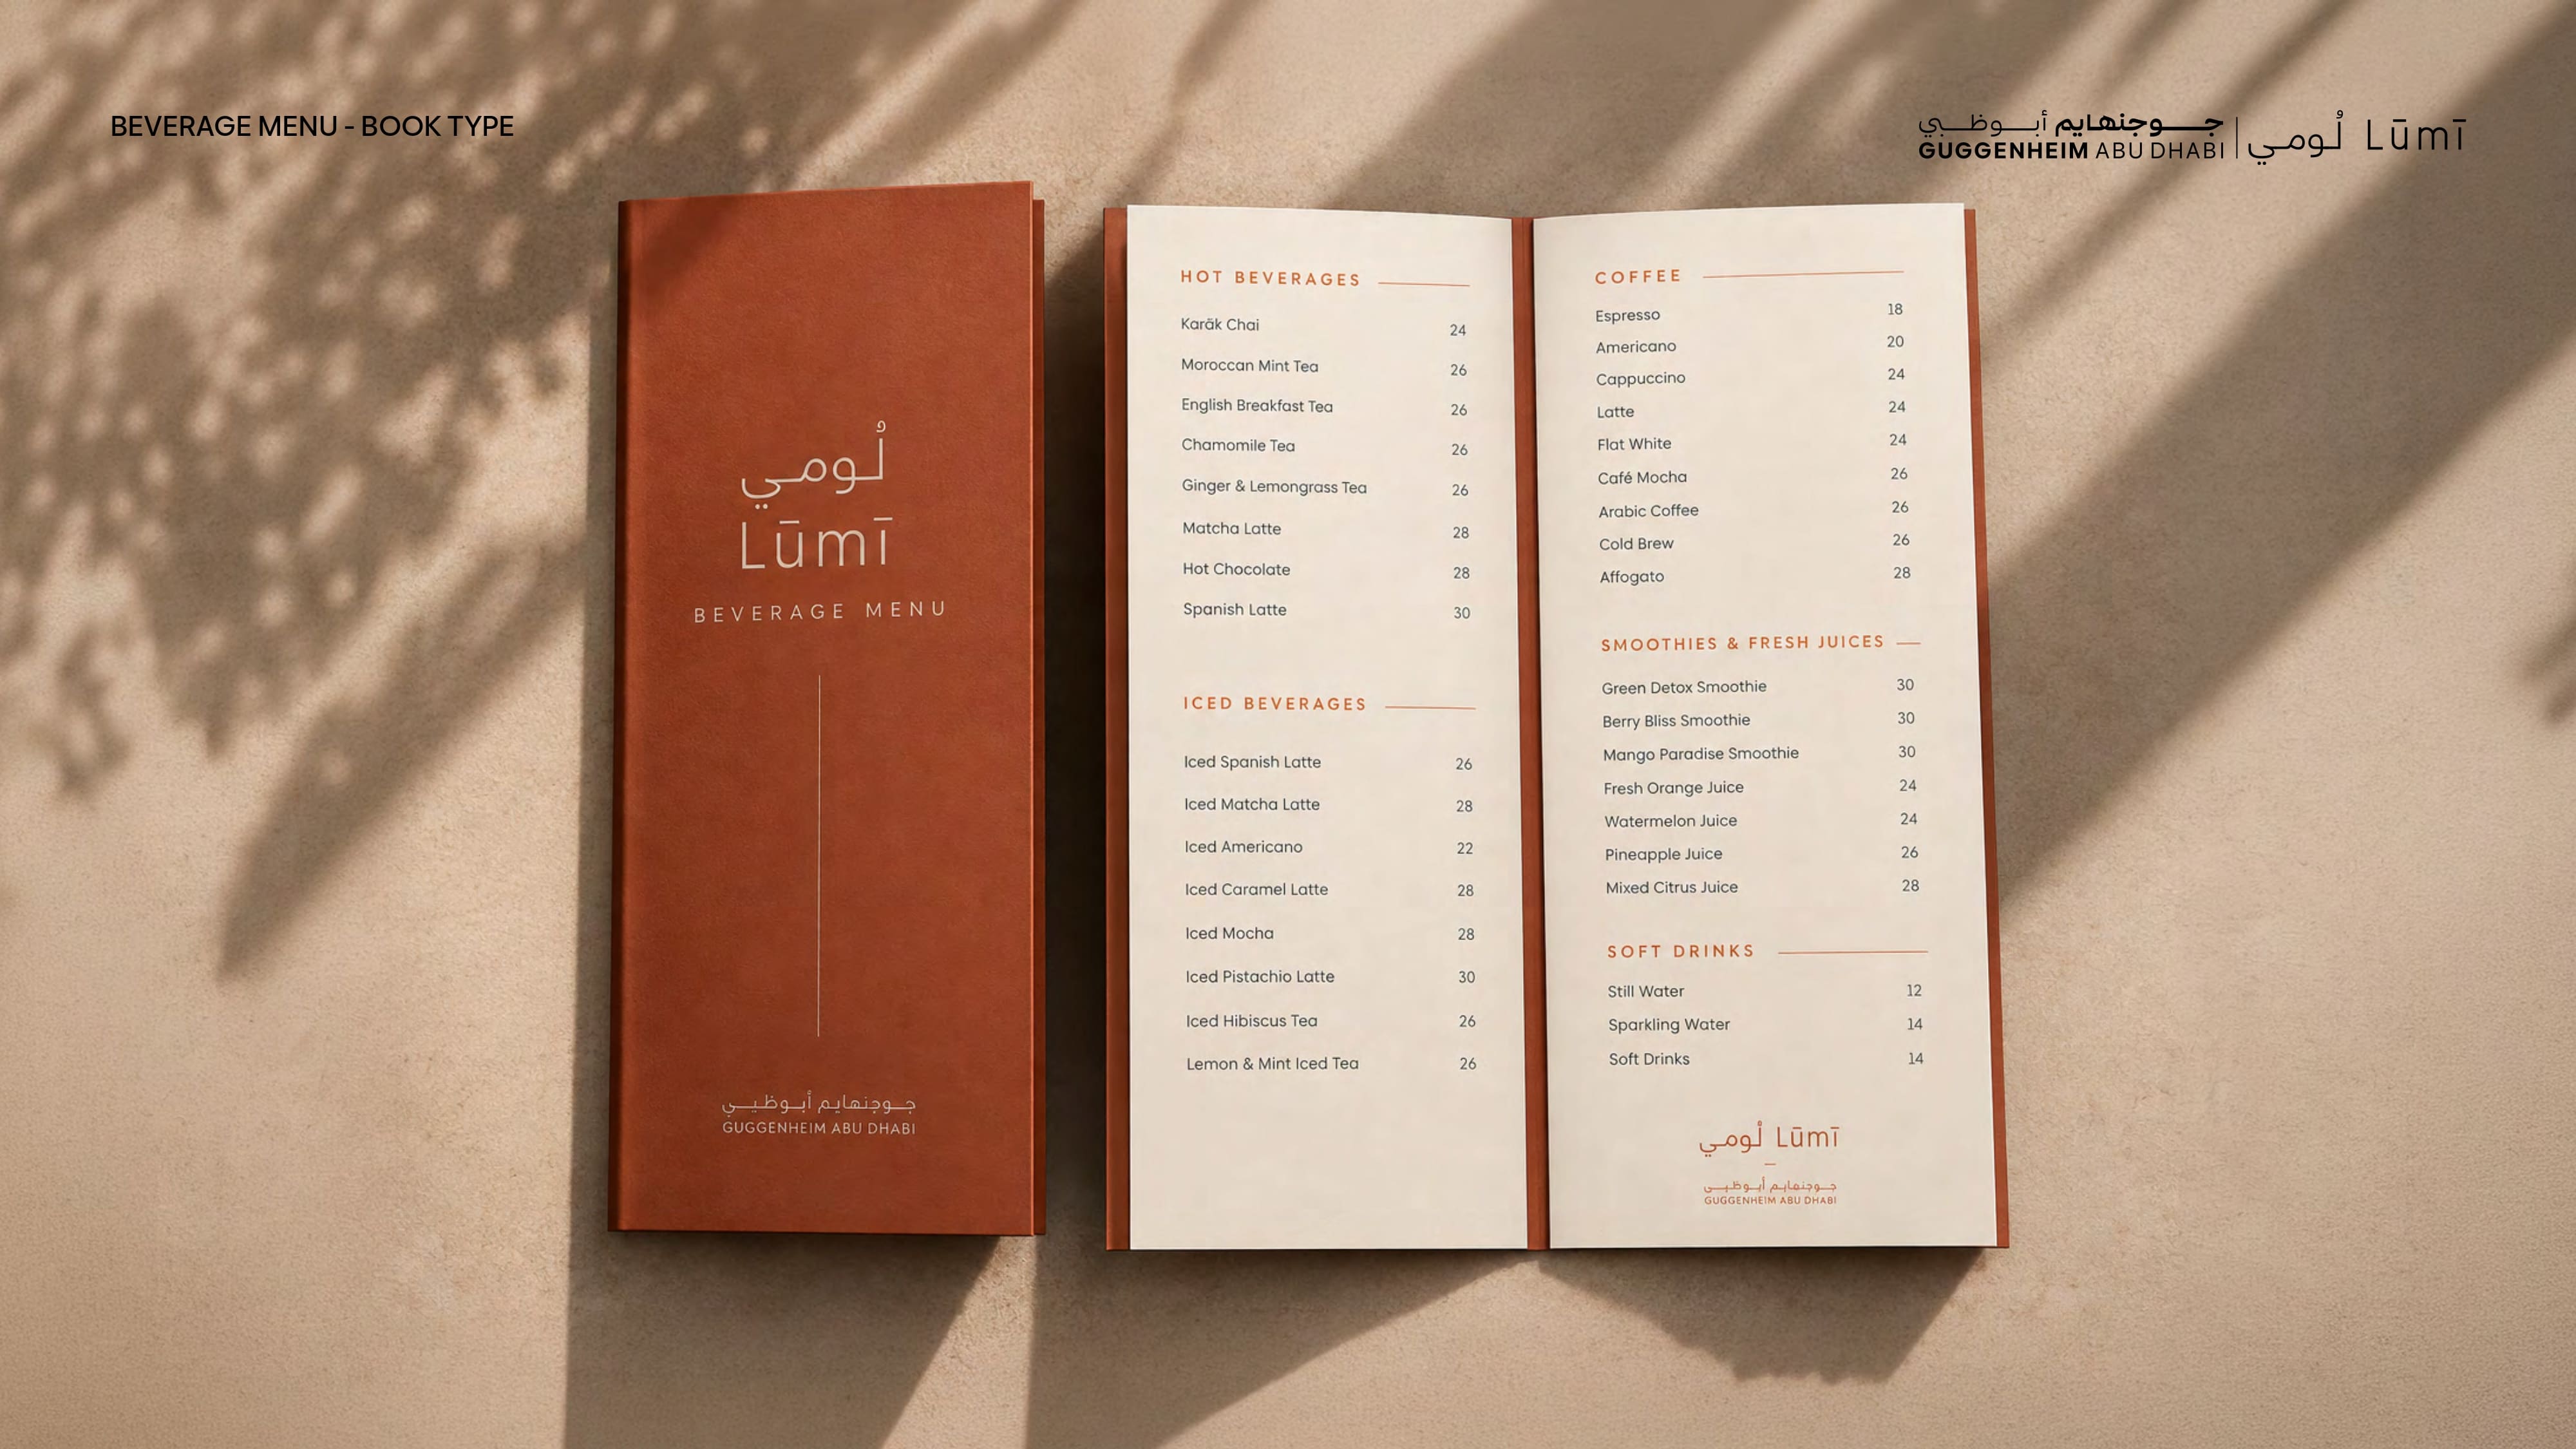 BEVERAGE MENU - BOOK TYPE
جوجنهايم أبوظبي
GUGGENHEIM ABU DHABI
لُومي Lūmī
لُومي
Lūmī
BEVERAGE MENU
جوجنهايم أبوظبي
GUGGENHEIM ABU DHABI
HOT BEVERAGES
Karäk Chai 24
Moroccan Mint Tea 26
English Breakfast Tea 26
Chamomile Tea 26
Ginger & Lemongrass Tea 26
Matcha Latte 28
Hot Chocolate 28
Spanish Latte 30
ICED BEVERAGES
Iced Spanish Latte 26
Iced Matcha Latte 28
Iced Americano 22
Iced Caramel Latte 28
Iced Mocha 28
Iced Pistachio Latte 30
Iced Hibiscus Tea 26
Lemon & Mint Iced Tea 26
COFFEE
Espresso 18
Americano 20
Cappuccino 24
Latte 24
Flat White 24
Café Mocha 26
Arabic Coffee 26
Cold Brew 26
Affogato 28
SMOOTHIES & FRESH JUICES
Green Detox Smoothie 30
Berry Bliss Smoothie 30
Mango Paradise Smoothie 30
Fresh Orange Juice 24
Watermelon Juice 24
Pineapple Juice 26
Mixed Citrus Juice 28
SOFT DRINKS
Still Water 12
Sparkling Water 14
Soft Drinks 14
لُومي Lūmī
جوجنهايم أبوظبي
GUGGENHEIM ABU DHABI